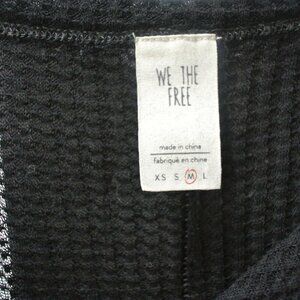 WE THE
FREE
made in china
fabriqué en chine
XS S M L